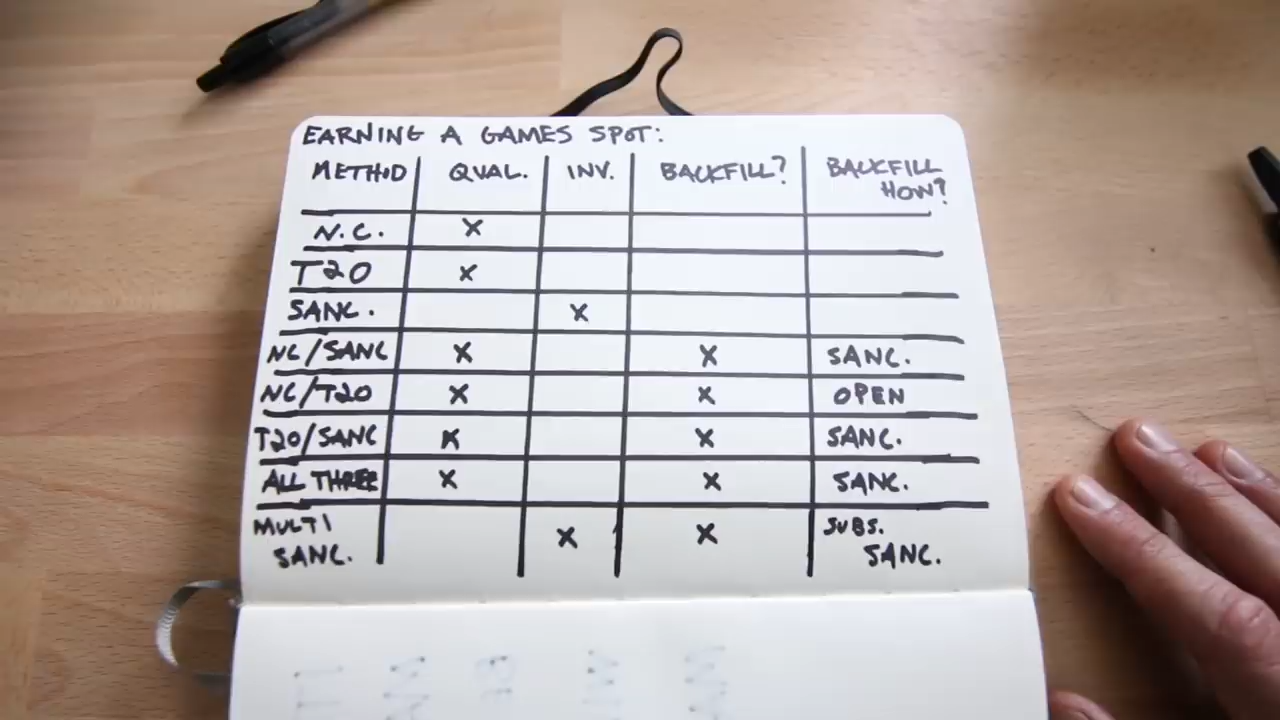 EARNING A GAMES SPOT:
METHOD QUAL. INV. BACKFILL? BACKFILL HOW?
N.C. X
T20 X
SANC. X
NC/SANC X X SANC.
NC/T20 X X OPEN
T20/SANC X X SANC.
ALL THREE X X SANC.
MULTI SANC. X X SUBS. SANC.